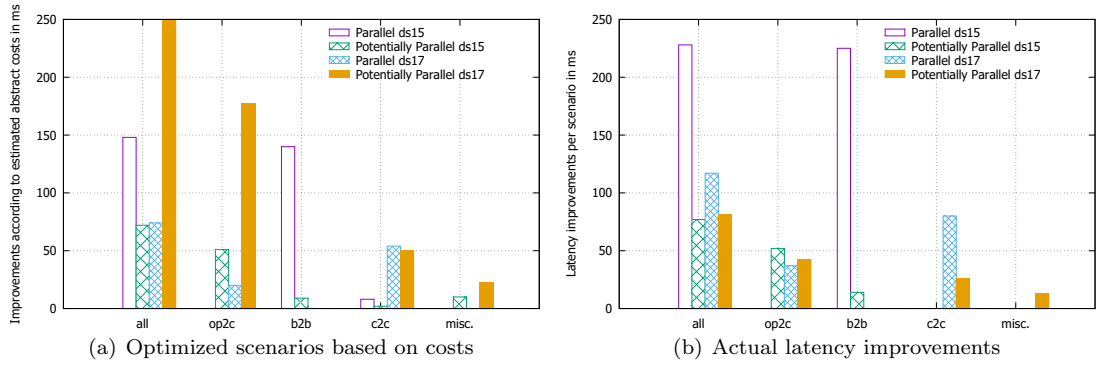 Improvements according to estimated abstract costs in ms
300
250
200
150
100
50
0
Parallel ds15
Potentially Parallel ds15
Parallel ds17
Potentially Parallel ds17
all op2c b2b c2c misc.
(a) Optimized scenarios based on costs
Latency improvements per scenario in ms
250
200
150
100
50
0
Parallel ds15
Potentially Parallel ds15
Parallel ds17
Potentially Parallel ds17
all op2c b2b c2c misc.
(b) Actual latency improvements